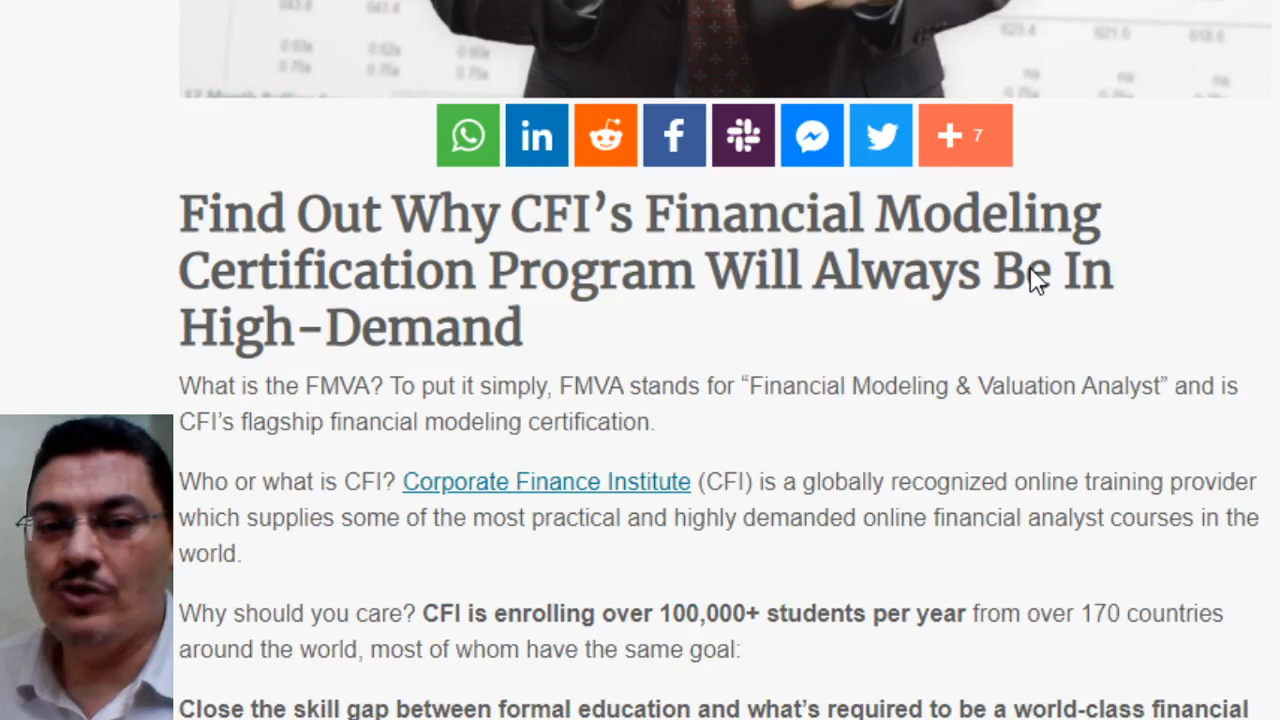 7
Find Out Why CFI’s Financial Modeling
Certification Program Will Always Be In
High-Demand
What is the FMVA? To put it simply, FMVA stands for “Financial Modeling & Valuation Analyst” and is
CFI’s flagship financial modeling certification.
Who or what is CFI? Corporate Finance Institute (CFI) is a globally recognized online training provider
which supplies some of the most practical and highly demanded online financial analyst courses in the
world.
Why should you care? CFI is enrolling over 100,000+ students per year from over 170 countries
around the world, most of whom have the same goal:
Close the skill gap between formal education and what’s required to be a world-class financial